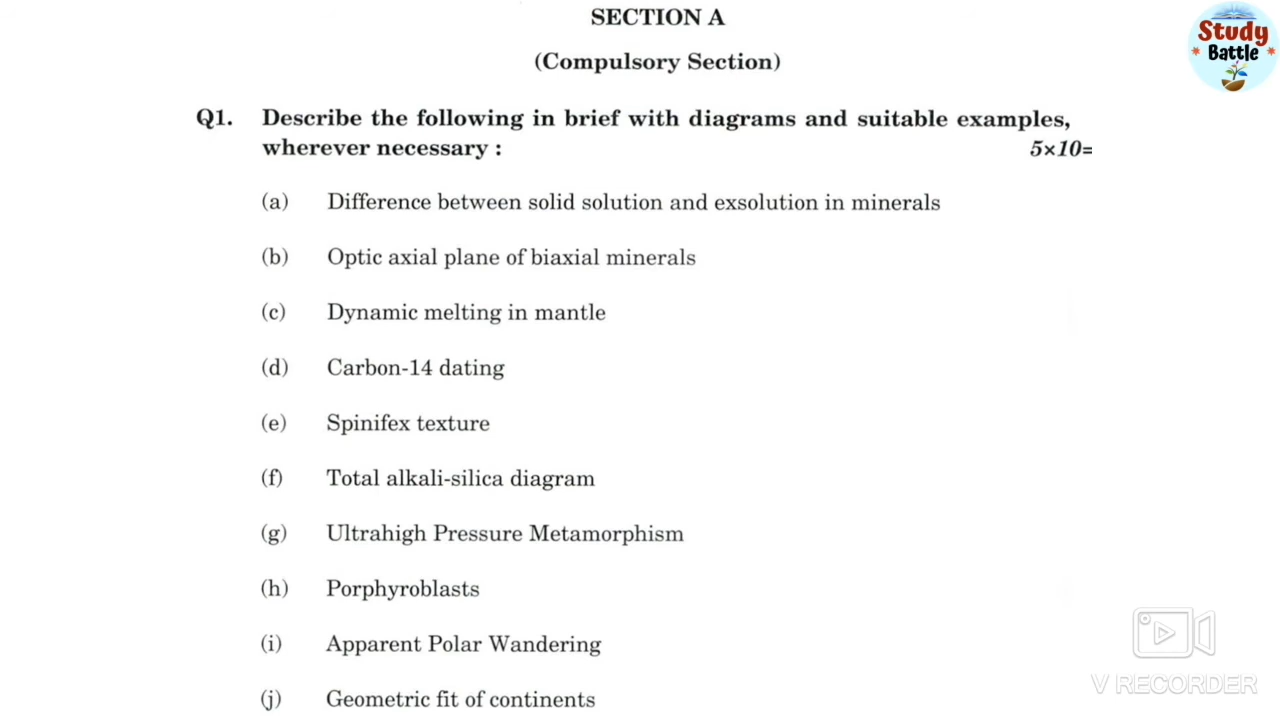 SECTION A
(Compulsory Section)
Q1. Describe the following in brief with diagrams and suitable examples,
wherever necessary : 5×10=
(a) Difference between solid solution and exsolution in minerals
(b) Optic axial plane of biaxial minerals
(c) Dynamic melting in mantle
(d) Carbon-14 dating
(e) Spinifex texture
(f) Total alkali-silica diagram
(g) Ultrahigh Pressure Metamorphism
(h) Porphyroblasts
(i) Apparent Polar Wandering
(j) Geometric fit of continents
Study
Battle
V RECORDER